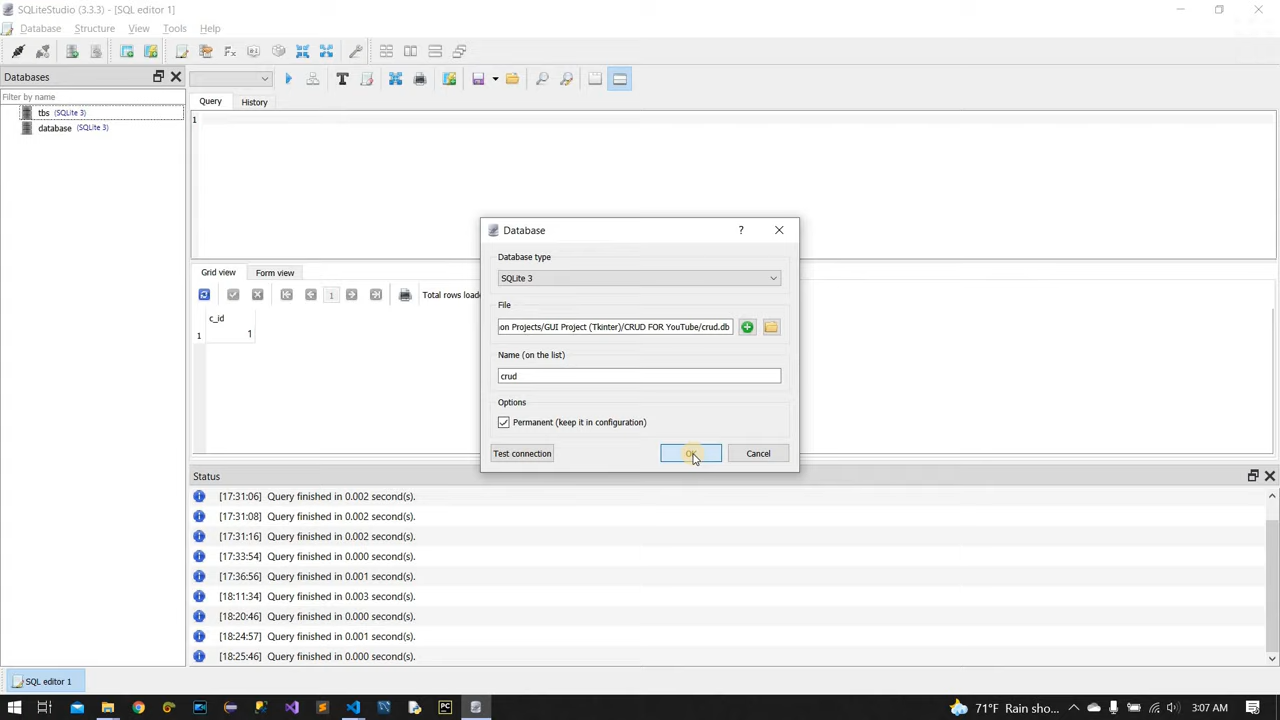 SQLiteStudio (3.3.3) - [SQL editor 1]
Database Structure View Tools Help
Databases
Filter by name
tbs (SQLite 3)
database (SQLite 3)
Query History
1
Grid view Form view
1 Total rows loade
c_id
1 1
Database ?
Database type
SQLite 3
File
on Projects/GUI Project (Tkinter)/CRUD FOR YouTube/crud.db
Name (on the list)
crud
Options
Permanent (keep it in configuration)
Test connection OK Cancel
Status
[17:31:06] Query finished in 0.002 second(s).
[17:31:08] Query finished in 0.002 second(s).
[17:31:16] Query finished in 0.002 second(s).
[17:33:54] Query finished in 0.000 second(s).
[17:36:56] Query finished in 0.001 second(s).
[18:11:34] Query finished in 0.003 second(s).
[18:20:46] Query finished in 0.000 second(s).
[18:24:57] Query finished in 0.001 second(s).
[18:25:46] Query finished in 0.000 second(s).
SQL editor 1
PC 71°F Rain sho... 3:07 AM